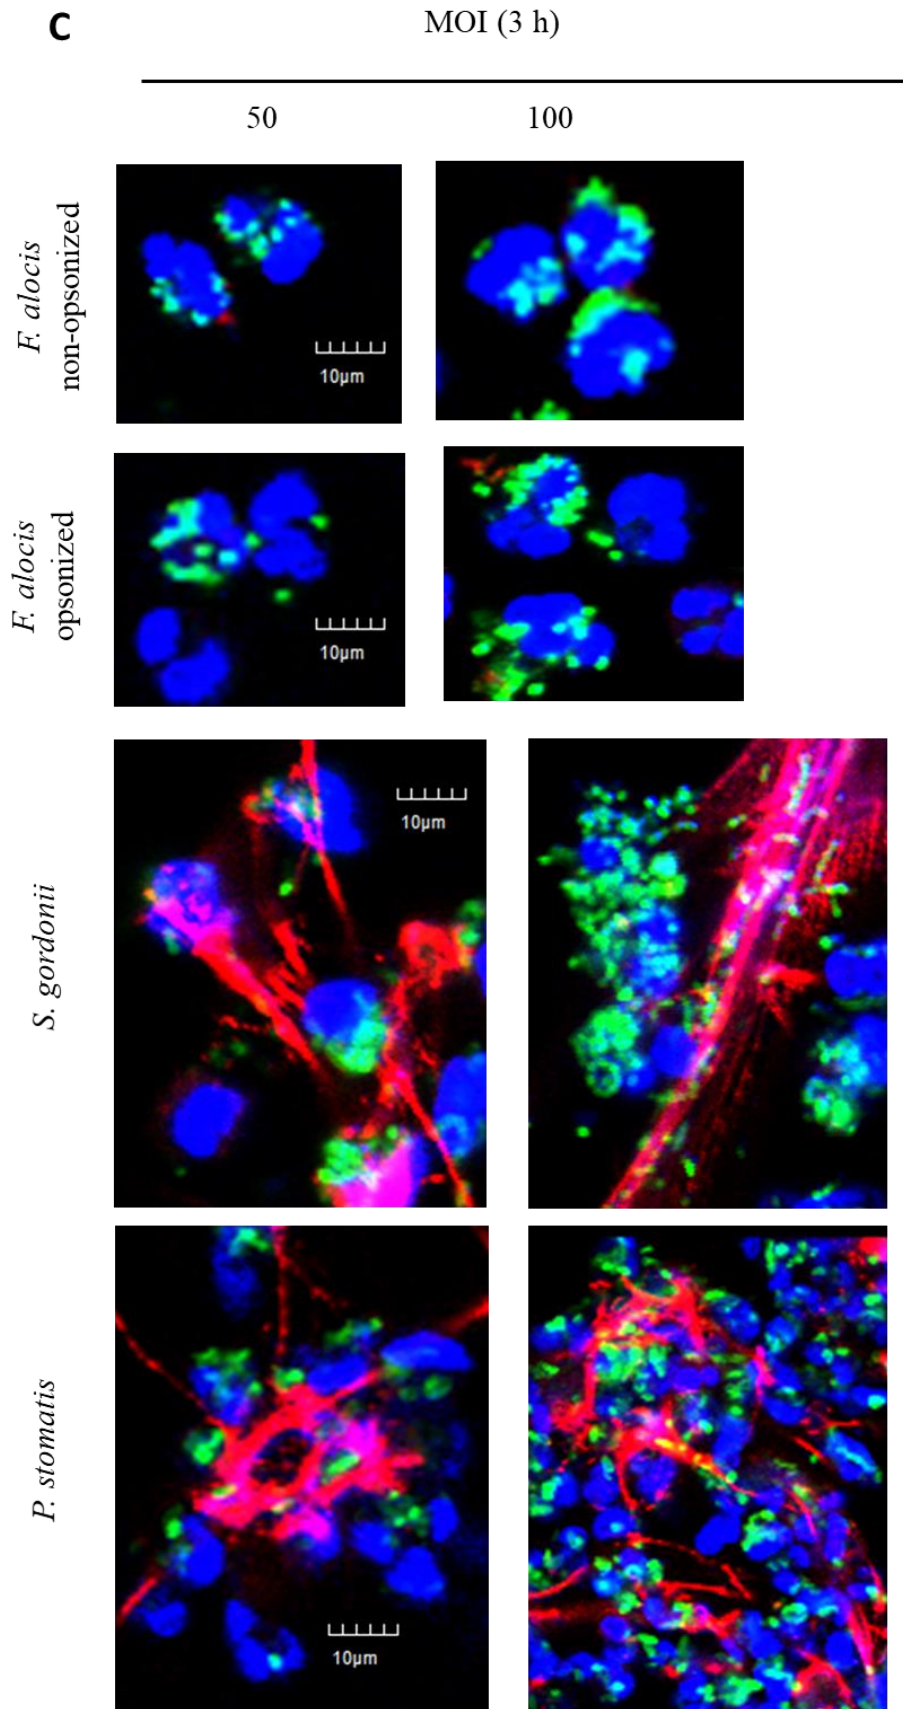 C
MOI (3 h)
50
100
F. alocis
non-opsonized
10µm
F. alocis
opsonized
10µm
S. gordonii
10µm
P. stomatis
10µm